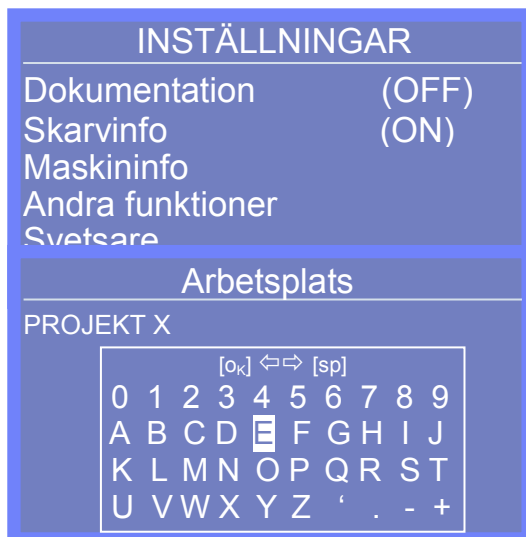 INSTÄLLNINGAR
Dokumentation (OFF)
Skarvinfo (ON)
Maskininfo
Andra funktioner
Svetsare
Arbetsplats
PROJEKT X
[oK] ⇦⇨ [sp]
0 1 2 3 4 5 6 7 8 9
A B C D E F G H I J
K L M N O P Q R S T
U V W X Y Z ‘ . - +